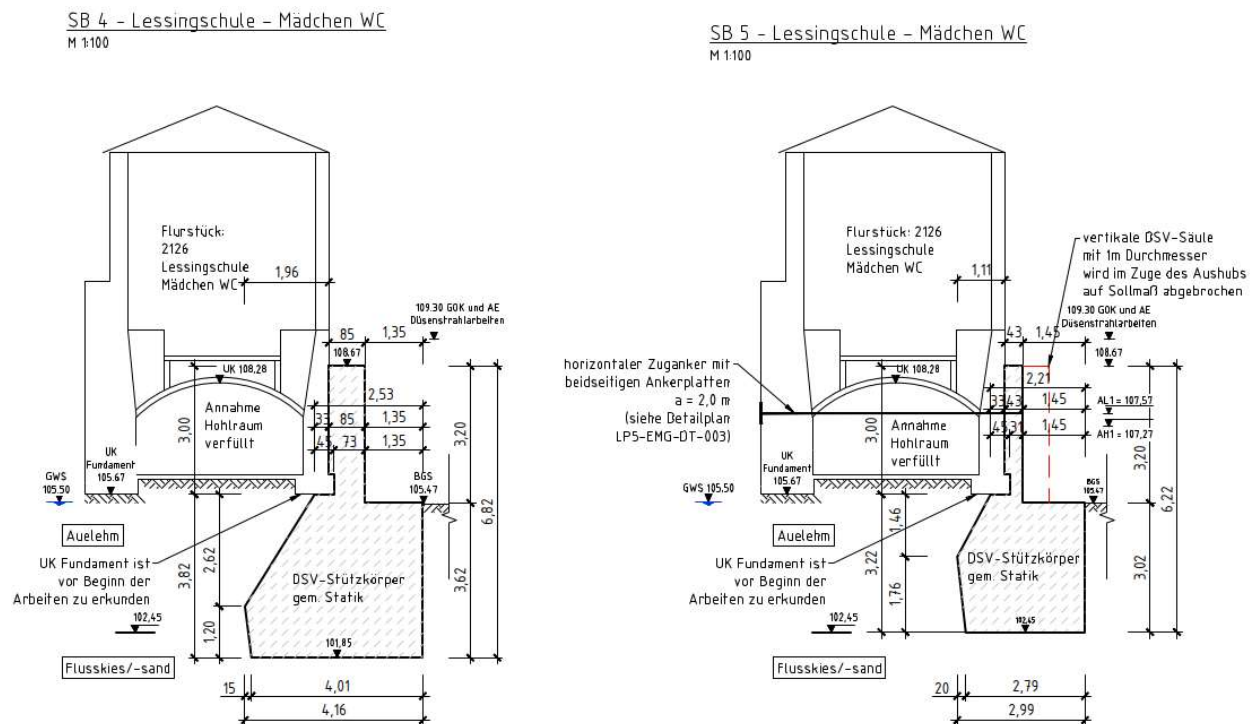 SB 4 - Lessingschule - Mädchen WC
M 1:100
Flurstück:
2126
Lessingschule
Mädchen WC
1,96
109.30 GOK und AE
Düsenstrahlarbeiten
85
1,35
108.67
UK 108,28
2,53
Annahme
Hohlraum
verfüllt
33
85
1,35
45
73
1,35
3,00
3,20
6,82
UK
Fundament
105.67
GWS
105,50
BGS
105.47
Auelehm
UK Fundament ist
vor Beginn der
Arbeiten zu erkunden
3,82
2,62
DSV-Stützkörper
gem. Statik
3,62
102,45
1,20
101,85
Flusskies/-sand
15
4,01
4,16
SB 5 - Lessingschule - Mädchen WC
M 1:100
Flurstück: 2126
Lessingschule
Mädchen WC
1,11
vertikale DSV-Säule
mit 1m Durchmesser
wird im Zuge des Aushubs
auf Sollmaß abgebrochen
109.30 GOK und AE
Düsenstrahlarbeiten
43
1,45
108.67
horizontaler Zuganker mit
beidseitigen Ankerplatten
a = 2,0 m
(siehe Detailplan
LP5-EMG-DT-003)
UK 108,28
2,21
33
43
1,45
AL1 = 107,57
Annahme
Hohlraum
verfüllt
45
31
1,45
AH1 = 107,27
3,00
3,20
6,22
UK
Fundament
105.67
GWS 105,50
BGS
105.47
Auelehm
UK Fundament ist
vor Beginn der
Arbeiten zu erkunden
1,46
3,22
1,76
DSV-Stützkörper
gem. Statik
3,02
102,45
102.45
Flusskies/-sand
20
2,79
2,99